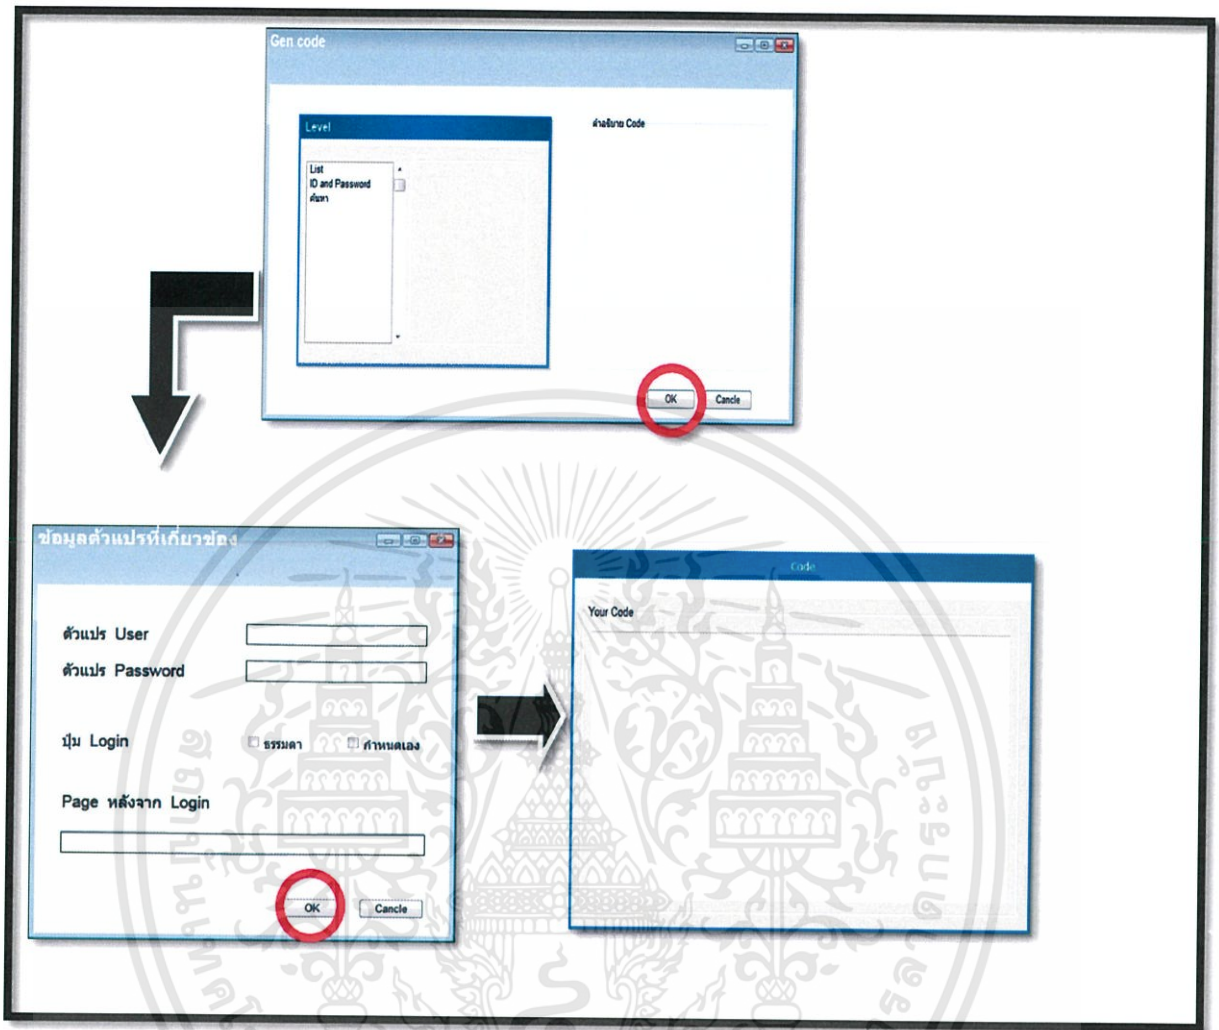 Gen code
Level
คำอธิบาย Code
List
ID and Password
ค้นหา
OK Cancle
ข้อมูลตัวแปรที่เกี่ยวข้อง
ตัวแปร User
ตัวแปร Password
ปุ่ม Login ธรรมดา กำหนดเอง
Page หลังจาก Login
OK Cancle
Code
Your Code